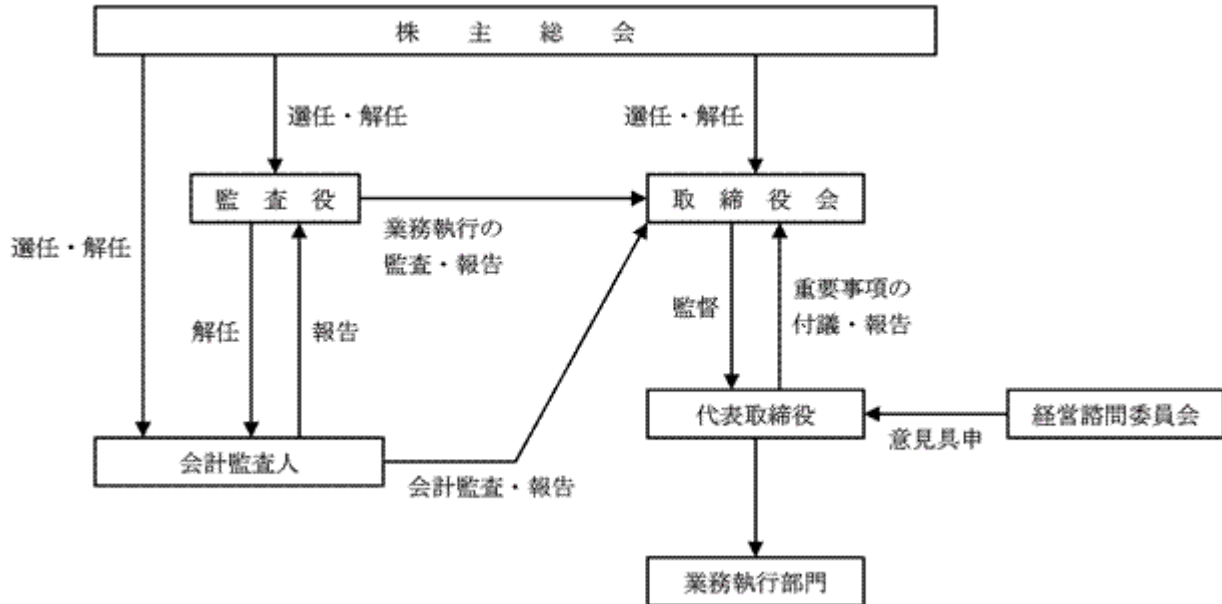 株主総会
選任・解任
選任・解任
監査役
取締役会
選任・解任
業務執行の
監査・報告
解任
報告
監督
重要事項の
付議・報告
代表取締役
経営諮問委員会
意見具申
会計監査人
会計監査・報告
業務執行部門